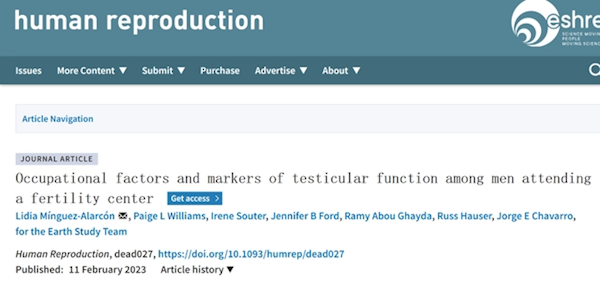 human reproduction
eshre
SCIENCE MOVING
PEOPLE
MOVING SCIENCE
Issues More Content ▼ Submit ▼ Purchase Advertise ▼ About ▼
Article Navigation
JOURNAL ARTICLE
Occupational factors and markers of testicular function among men attending
a fertility center Get access >
Lidia Mínguez-Alarcón, Paige L Williams, Irene Souter, Jennifer B Ford, Ramy Abou Ghayda, Russ Hauser, Jorge E Chavarro,
for the Earth Study Team
Human Reproduction, dead027, https://doi.org/10.1093/humrep/dead027
Published: 11 February 2023 Article history ▼